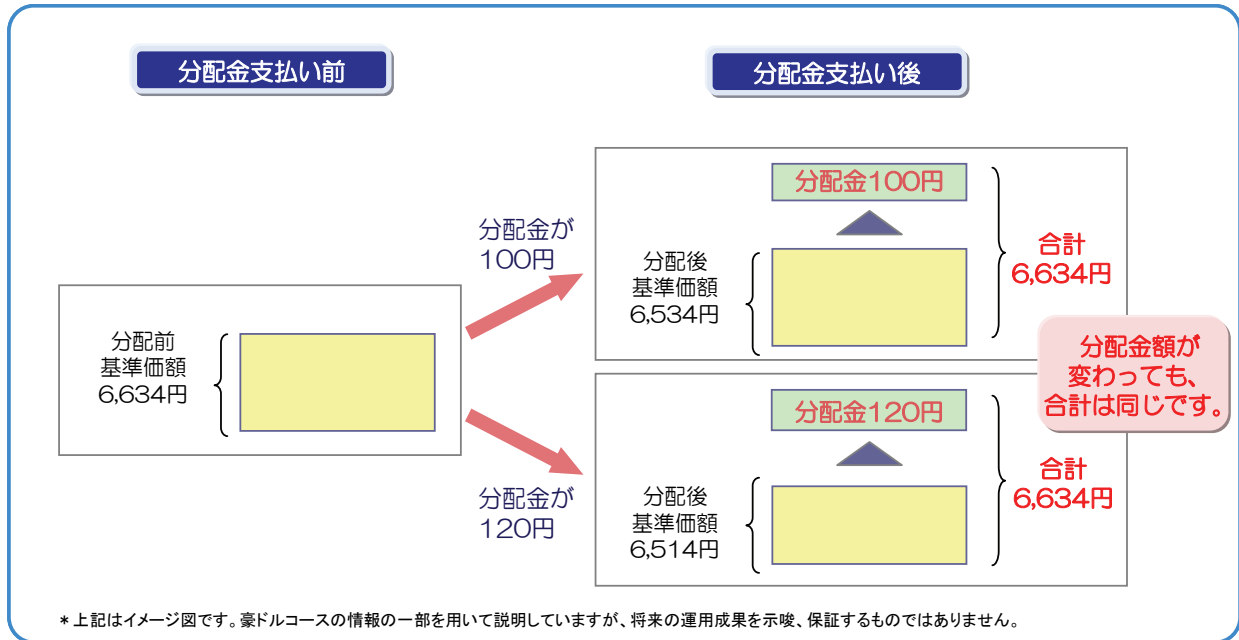 分配金支払い前
分配金支払い後
分配金が
100円
分配金100円
分配後
基準価額
6,534円
合計
6,634円
分配前
基準価額
6,634円
分配金額が
変わっても、
合計は同じです。
分配金が
120円
分配金120円
分配後
基準価額
6,514円
合計
6,634円
*上記はイメージ図です。豪ドルコースの情報の一部を用いて説明していますが、将来の運用成果を示唆、保証するものではありません。